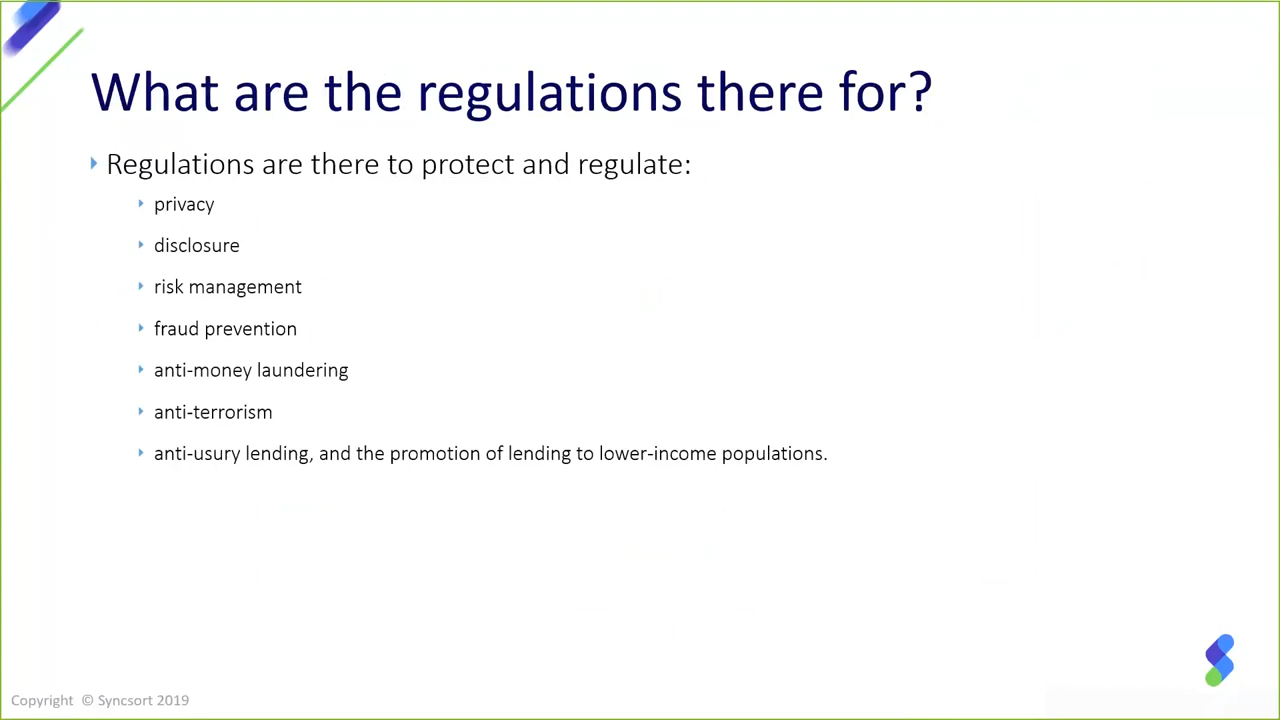 What are the regulations there for?
Regulations are there to protect and regulate:
privacy
disclosure
risk management
fraud prevention
anti-money laundering
anti-terrorism
anti-usury lending, and the promotion of lending to lower-income populations.
Copyright © Syncsort 2019